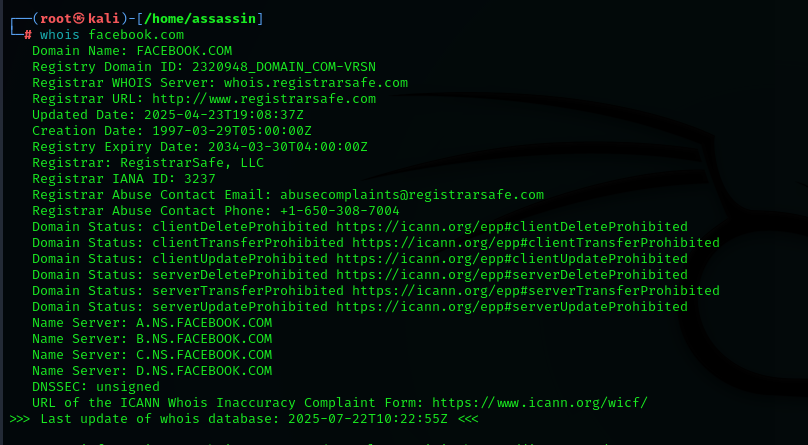 ┌──(root㉿kali)-[/home/assassin]
└─# whois facebook.com
Domain Name: FACEBOOK.COM
Registry Domain ID: 2320948_DOMAIN_COM-VRSN
Registrar WHOIS Server: whois.registrarsafe.com
Registrar URL: http://www.registrarsafe.com
Updated Date: 2025-04-23T19:08:37Z
Creation Date: 1997-03-29T05:00:00Z
Registry Expiry Date: 2034-03-30T04:00:00Z
Registrar: RegistrarSafe, LLC
Registrar IANA ID: 3237
Registrar Abuse Contact Email: abusecomplaints@registrarsafe.com
Registrar Abuse Contact Phone: +1-650-308-7004
Domain Status: clientDeleteProhibited https://icann.org/epp#clientDeleteProhibited
Domain Status: clientTransferProhibited https://icann.org/epp#clientTransferProhibited
Domain Status: clientUpdateProhibited https://icann.org/epp#clientUpdateProhibited
Domain Status: serverDeleteProhibited https://icann.org/epp#serverDeleteProhibited
Domain Status: serverTransferProhibited https://icann.org/epp#serverTransferProhibited
Domain Status: serverUpdateProhibited https://icann.org/epp#serverUpdateProhibited
Name Server: A.NS.FACEBOOK.COM
Name Server: B.NS.FACEBOOK.COM
Name Server: C.NS.FACEBOOK.COM
Name Server: D.NS.FACEBOOK.COM
DNSSEC: unsigned
URL of the ICANN Whois Inaccuracy Complaint Form: https://www.icann.org/wicf/
>>> Last update of whois database: 2025-07-22T10:22:55Z <<<